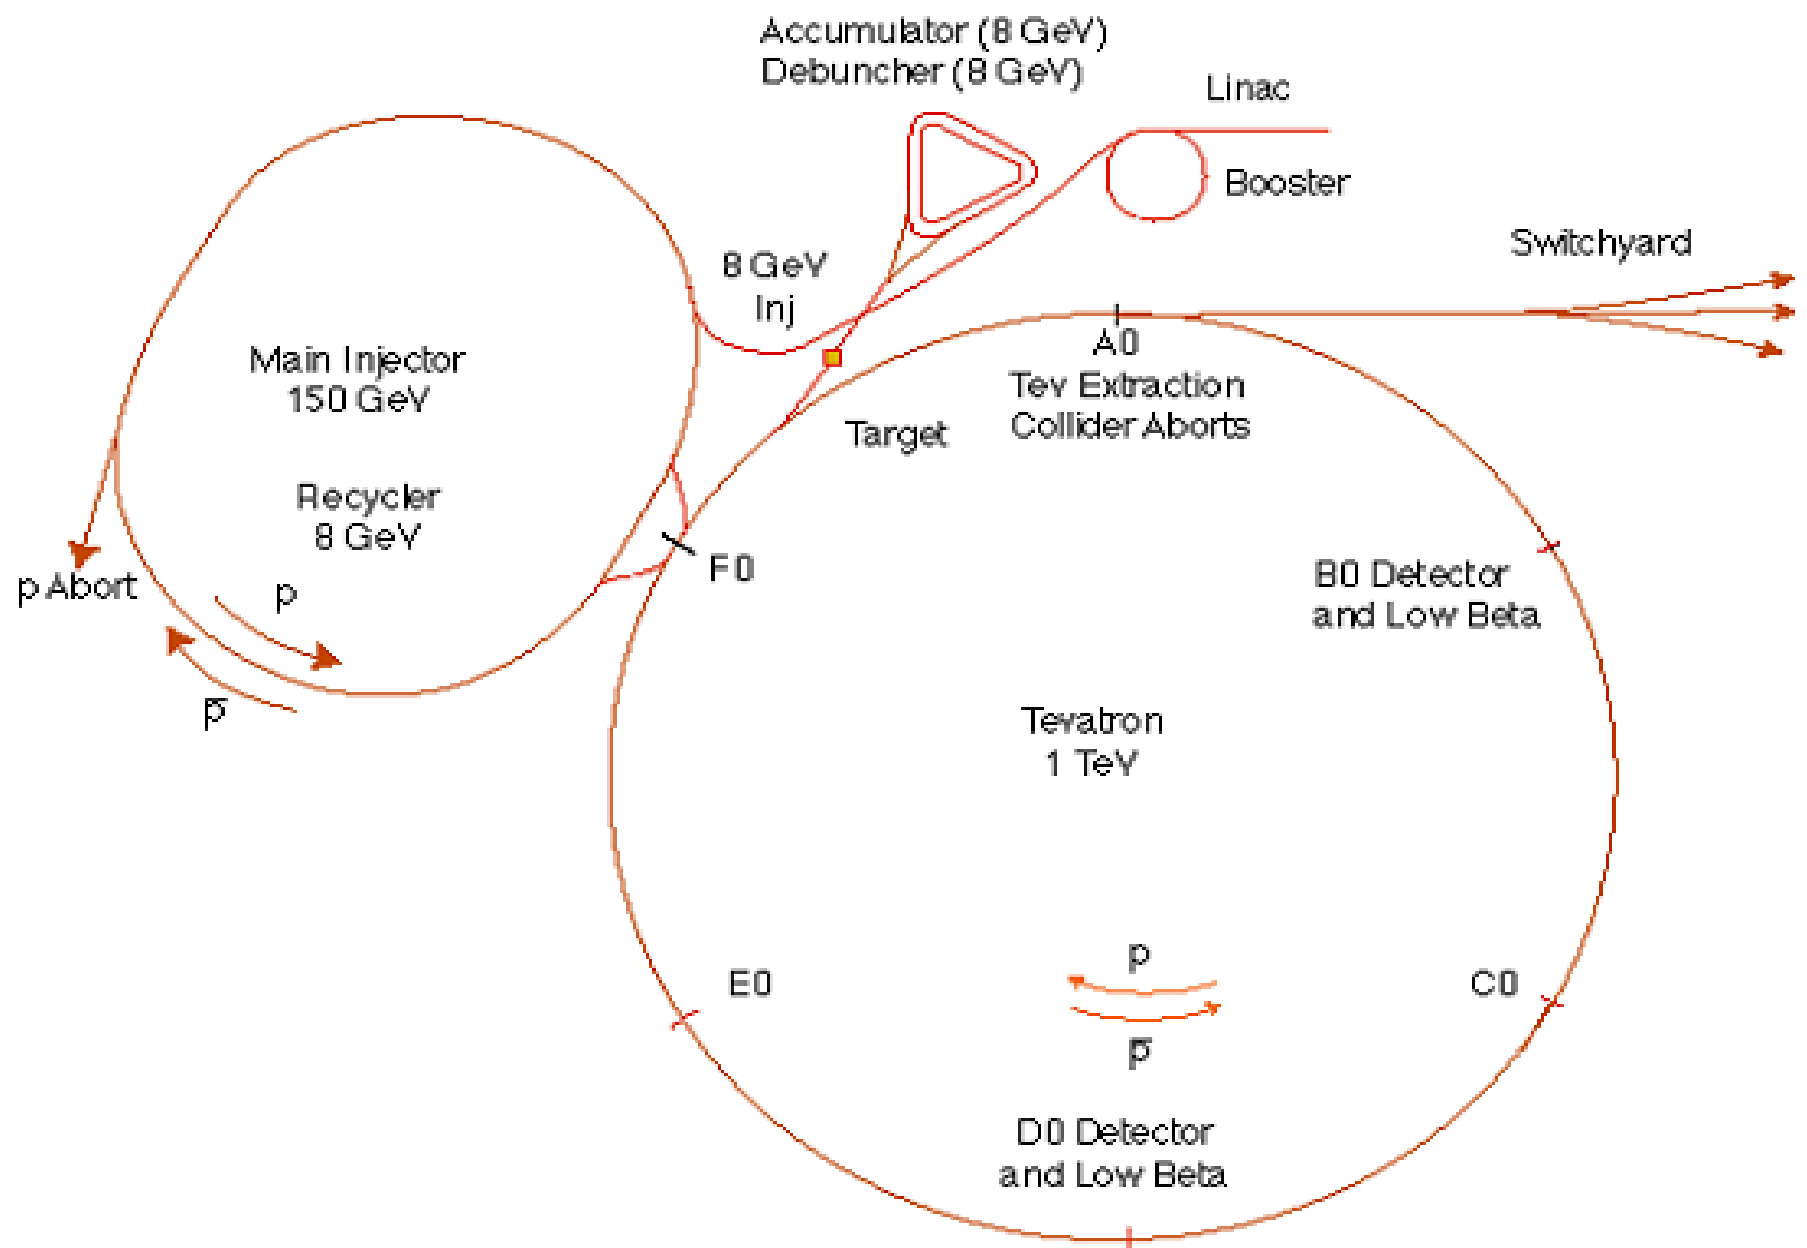 Accumulator (8 GeV)
Debuncher (8 GeV)
Linac
Booster
Switchyard
8 GeV
Inj
A0
Tev Extraction
Collider Aborts
Target
Main Injector
150 GeV
Recycler
8 GeV
F0
p Abort
p
p̅
B0 Detector
and Low Beta
Tevatron
1 TeV
E0
C0
p
p̅
D0 Detector
and Low Beta